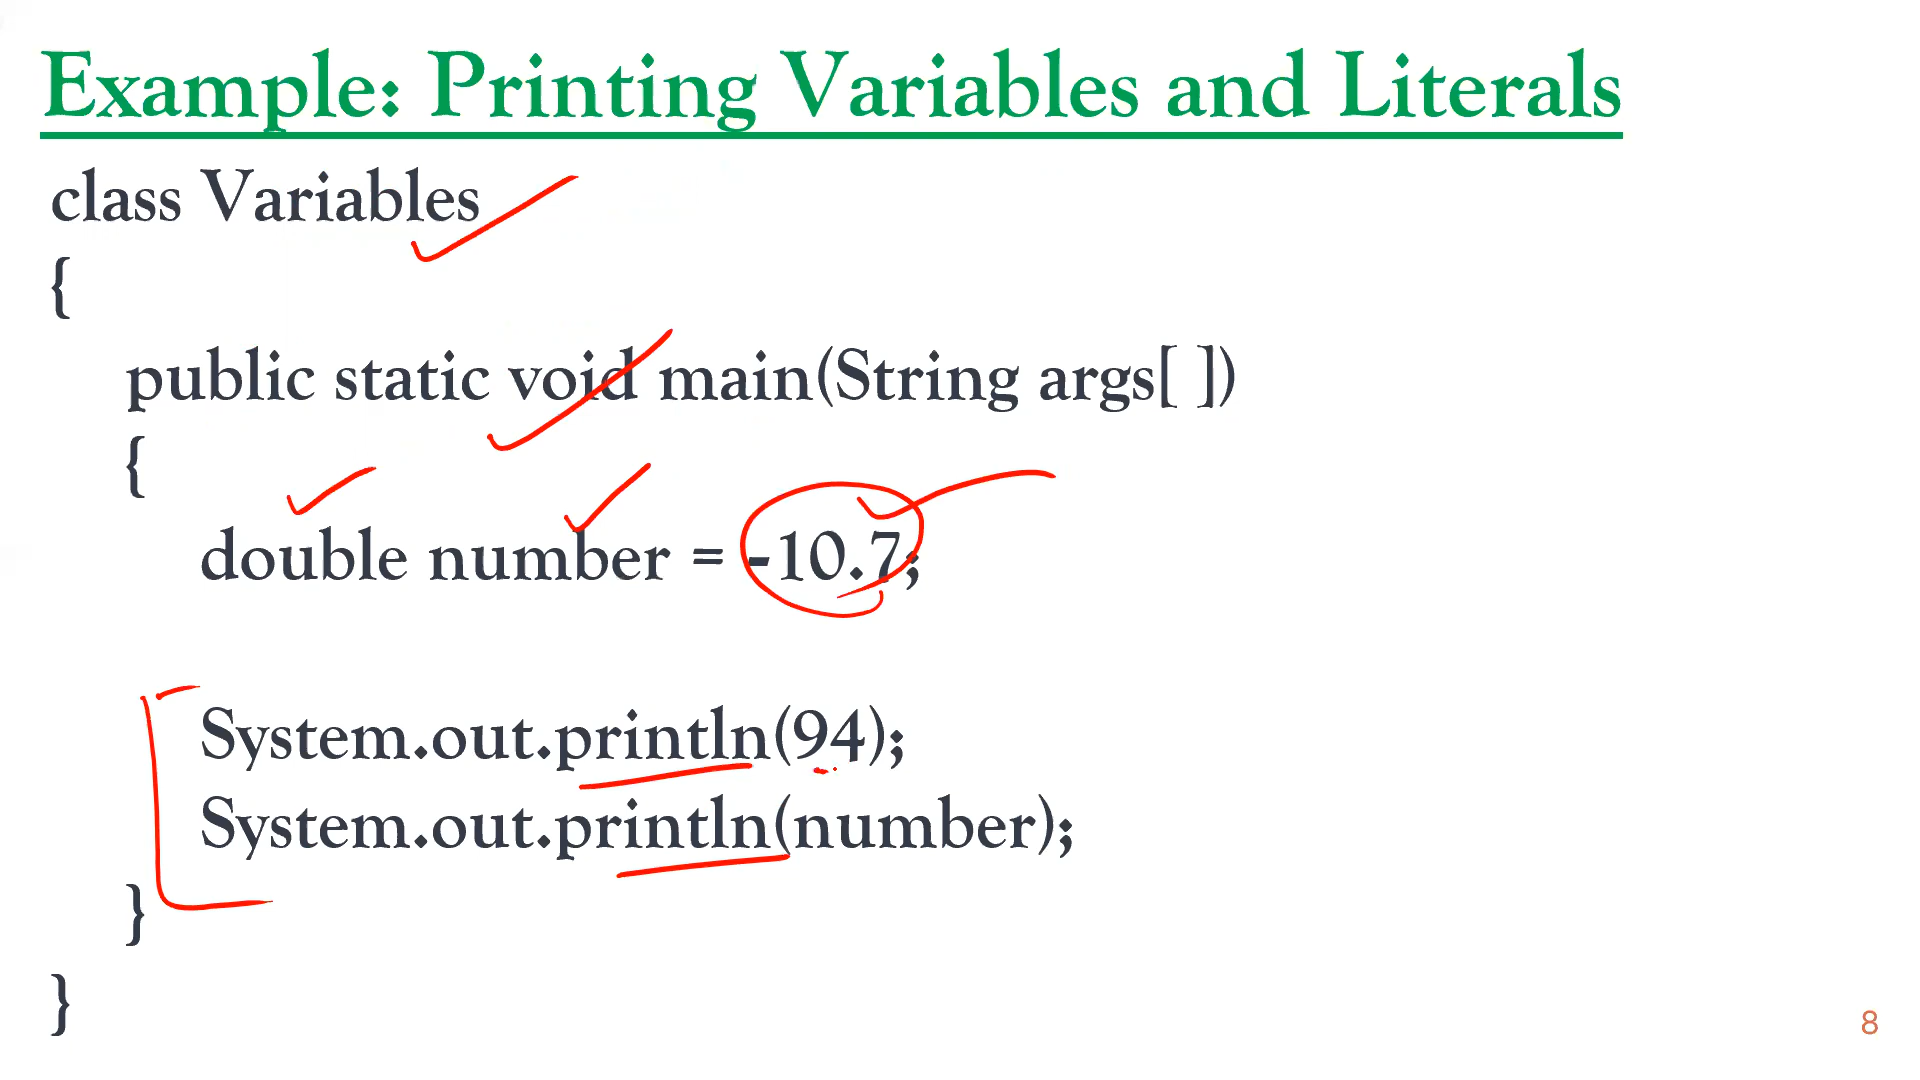 Example: Printing Variables and Literals
class Variables
{
public static void main(String args[ ])
{
double number = -10.7;
System.out.println(94);
System.out.println(number);
}
}
8